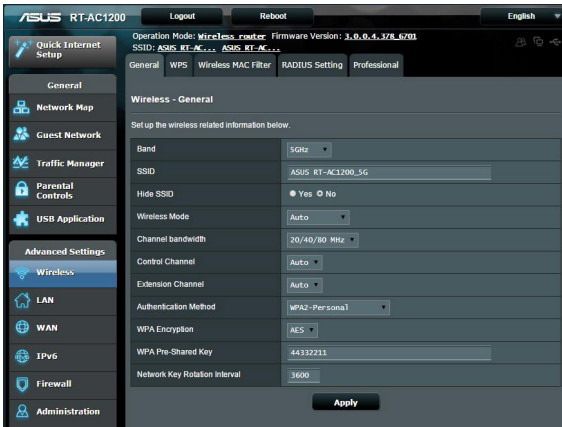 ASUS RT-AC1200 Logout Reboot English
Operation Mode: Wireless router Firmware Version: 3.0.0.4.378_6701
SSID: ASUS RT-AC... ASUS RT-AC...
Quick Internet
Setup
General
Network Map
Guest Network
Traffic Manager
Parental
Controls
USB Application
Advanced Settings
Wireless
LAN
WAN
IPv6
Firewall
Administration
General WPS Wireless MAC Filter RADIUS Setting Professional
Wireless - General
Set up the wireless related information below.
Band 5GHz
SSID ASUS RT-AC1200_5G
Hide SSID Yes No
Wireless Mode Auto
Channel bandwidth 20/40/80 MHz
Control Channel Auto
Extension Channel Auto
Authentication Method WPA2-Personal
WPA Encryption AES
WPA Pre-Shared Key 44332211
Network Key Rotation Interval 3600
Apply